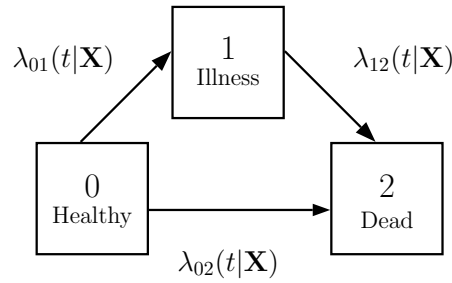 1
Illness
λ₀₁(t|𝐗)
λ₁₂(t|𝐗)
0
Healthy
2
Dead
λ₀₂(t|𝐗)